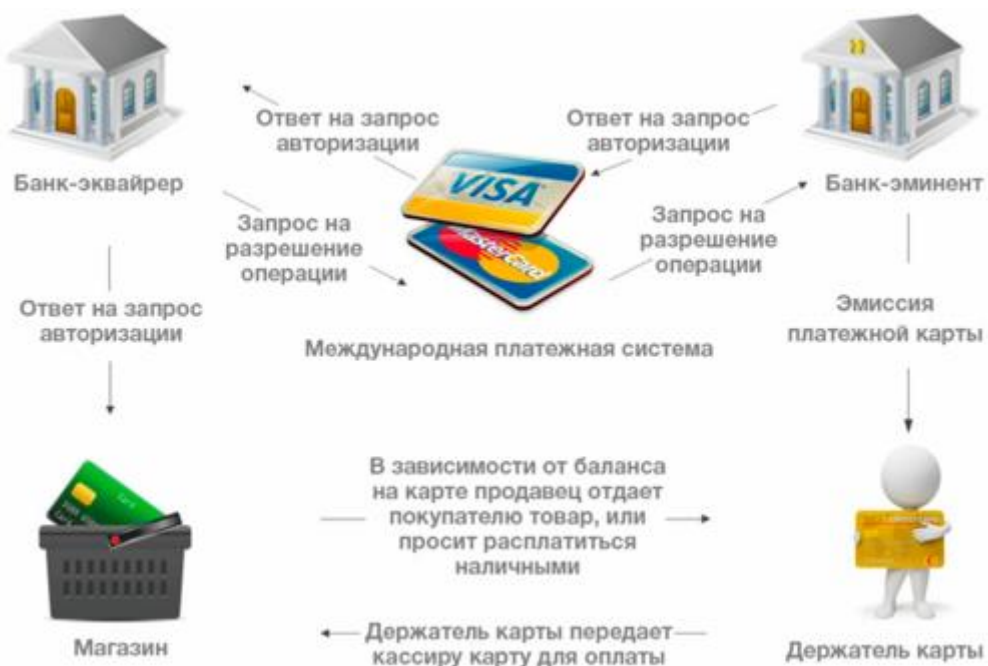 Ответ на запрос
авторизации
Ответ на запрос
авторизации
VISA
Банк-эквайрер
Банк-эминент
Запрос на
разрешение
операции
MasterCard
Запрос на
разрешение
операции
Ответ на запрос
авторизации
Международная платежная система
Эмиссия
платежной карты
В зависимости от баланса
на карте продавец отдает
покупателю товар, или
просит расплатиться
наличными
Card
Магазин
Держатель карты передает
кассиру карту для оплаты
Держатель карты